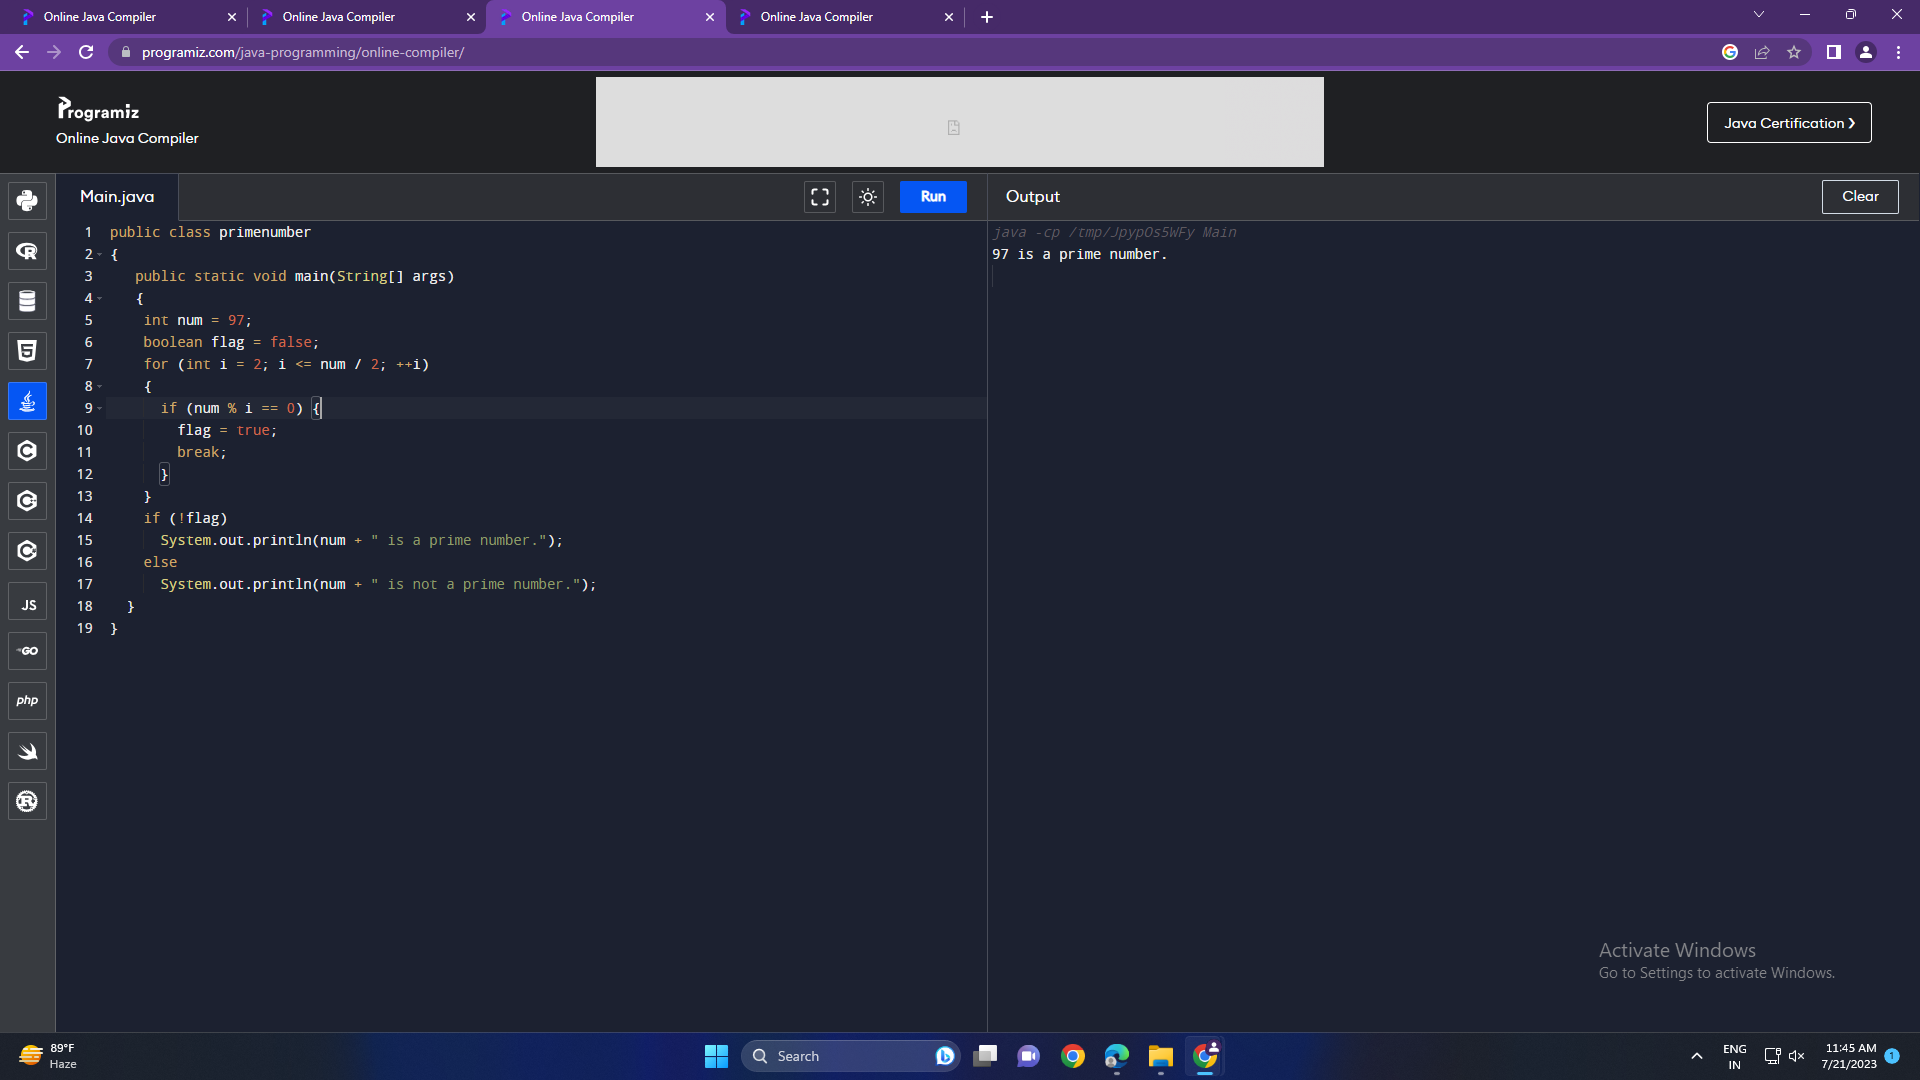 Online Java Compiler
Online Java Compiler
Online Java Compiler
Online Java Compiler
programiz.com/java-programming/online-compiler/
Programiz
Online Java Compiler
Java Certification ❯
Main.java
Run
Output
Clear
1 public class primenumber
2 {
3    public static void main(String[] args)
4    {
5     int num = 97;
6     boolean flag = false;
7     for (int i = 2; i <= num / 2; ++i)
8     {
9       if (num % i == 0) {
10         flag = true;
11         break;
12       }
13     }
14     if (!flag)
15       System.out.println(num + " is a prime number.");
16     else
17       System.out.println(num + " is not a prime number.");
18   }
19 }
java -cp /tmp/JpypOs5WFy Main
97 is a prime number.
JS
GO
php
Activate Windows
Go to Settings to activate Windows.
89°F
Haze
Search
ENG
IN
11:45 AM
7/21/2023
1